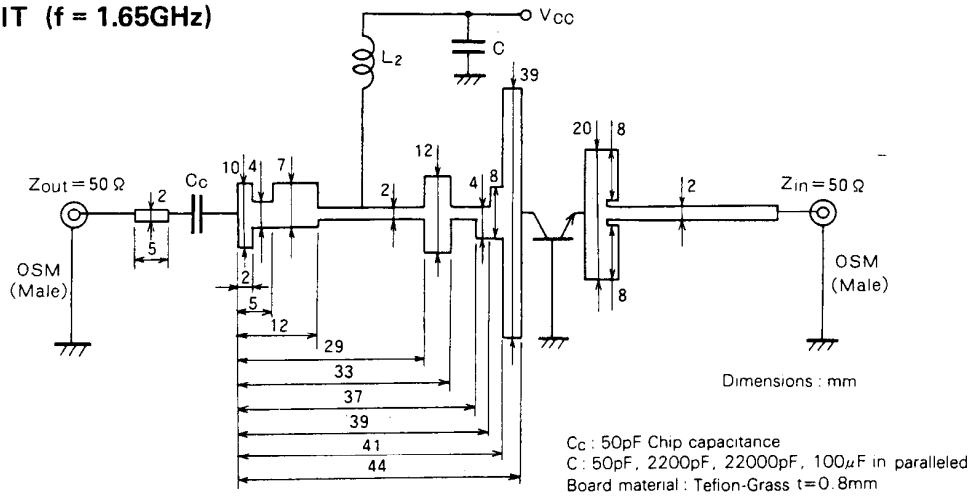 IT (f = 1.65GHz)
VCC
L2
C
39
20
8
12
10
4
7
Cc
Zout=50 Ω
2
2
4
8
2
Zin=50 Ω
5
OSM
(Male)
8
OSM
(Male)
2
5
12
29
33
37
39
41
44
Dimensions : mm
Cc : 50pF Chip capacitance
C : 50pF, 2200pF, 22000pF, 100μF in paralleled
Board material : Teflon-Grass t=0.8mm